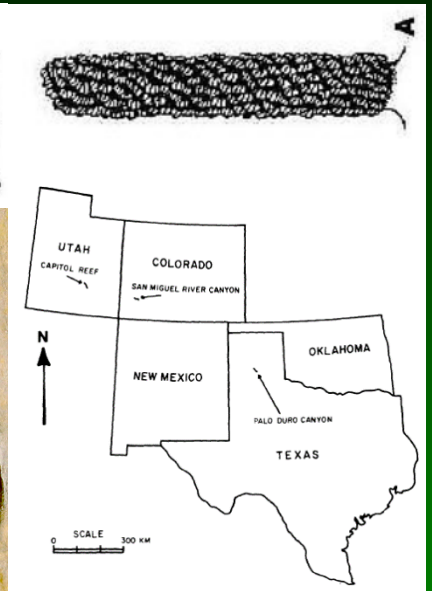 A
UTAH
CAPITOL REEF
COLORADO
SAN MIGUEL RIVER CANYON
N
NEW MEXICO
OKLAHOMA
PALO DURO CANYON
TEXAS
SCALE
0 300 KM